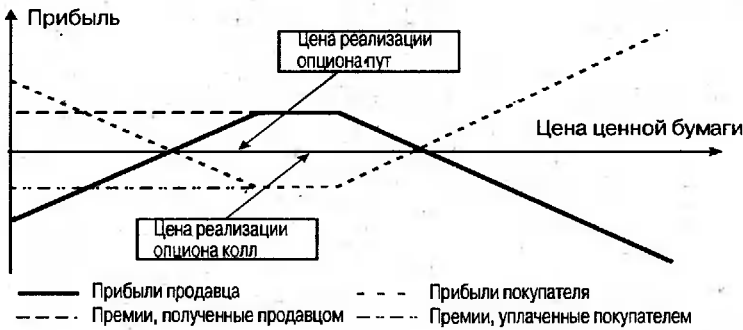 Прибыль
Цена реализации
опциона пут
Цена ценной бумаги
Цена реализации
опциона колл
Прибыли продавца
Прибыли покупателя
Премии, полученные продавцом
Премии, уплаченные покупателем